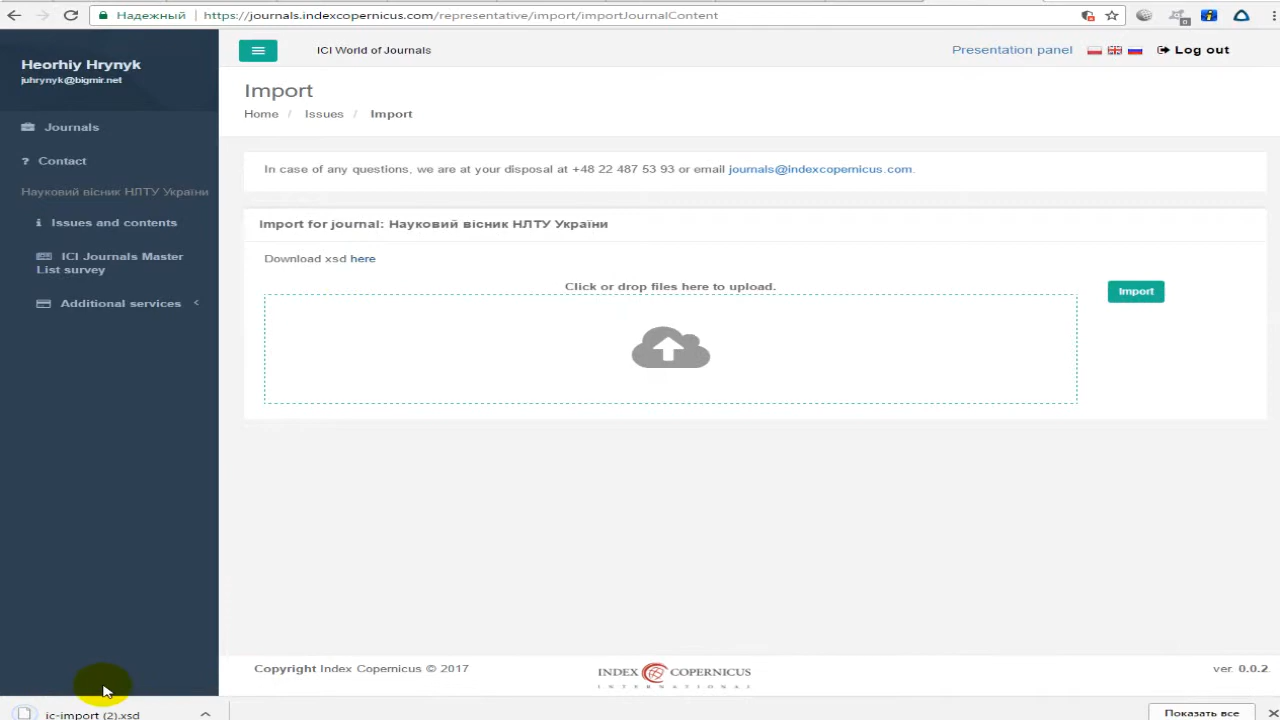 Надежный | https://journals.indexcopernicus.com/representative/import/importJournalContent
Heorhiy Hrynyk
juhrynyk@bigmir.net
Journals
? Contact
Науковий вісник НЛТУ України
Issues and contents
ICI Journals Master
List survey
Additional services
ICI World of Journals
Presentation panel
Log out
Import
Home / Issues / Import
In case of any questions, we are at your disposal at +48 22 487 53 93 or email journals@indexcopernicus.com.
Import for journal: Науковий вісник НЛТУ України
Download xsd here
Click or drop files here to upload.
Import
Copyright Index Copernicus © 2017
INDEX COPERNICUS
INTERNATIONAL
ver. 0.0.2.
ic-import (2).xsd
Показать все